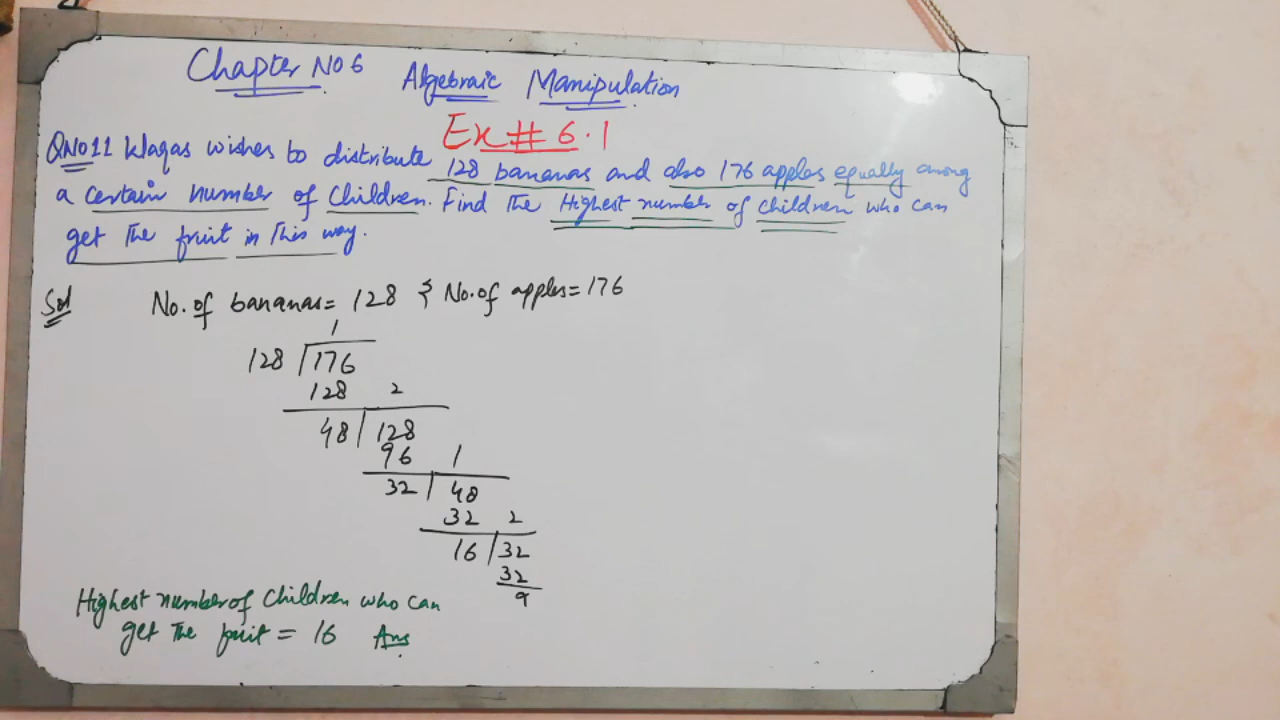 Chapter No 6 Algebraic Manipulation
Ex # 6.1
QNo11 Waqas wishes to distribute 128 bananas and also 176 apples equally among
a certain number of Children. Find the Highest number of children who can
get the fruit in this way.
Sol No. of bananas = 128 & No. of apples = 176
1
128 176
128 2
48 128
96 1
32 48
32 2
16 32
32
Highest number of Children who can
get the fruit = 16 Ans